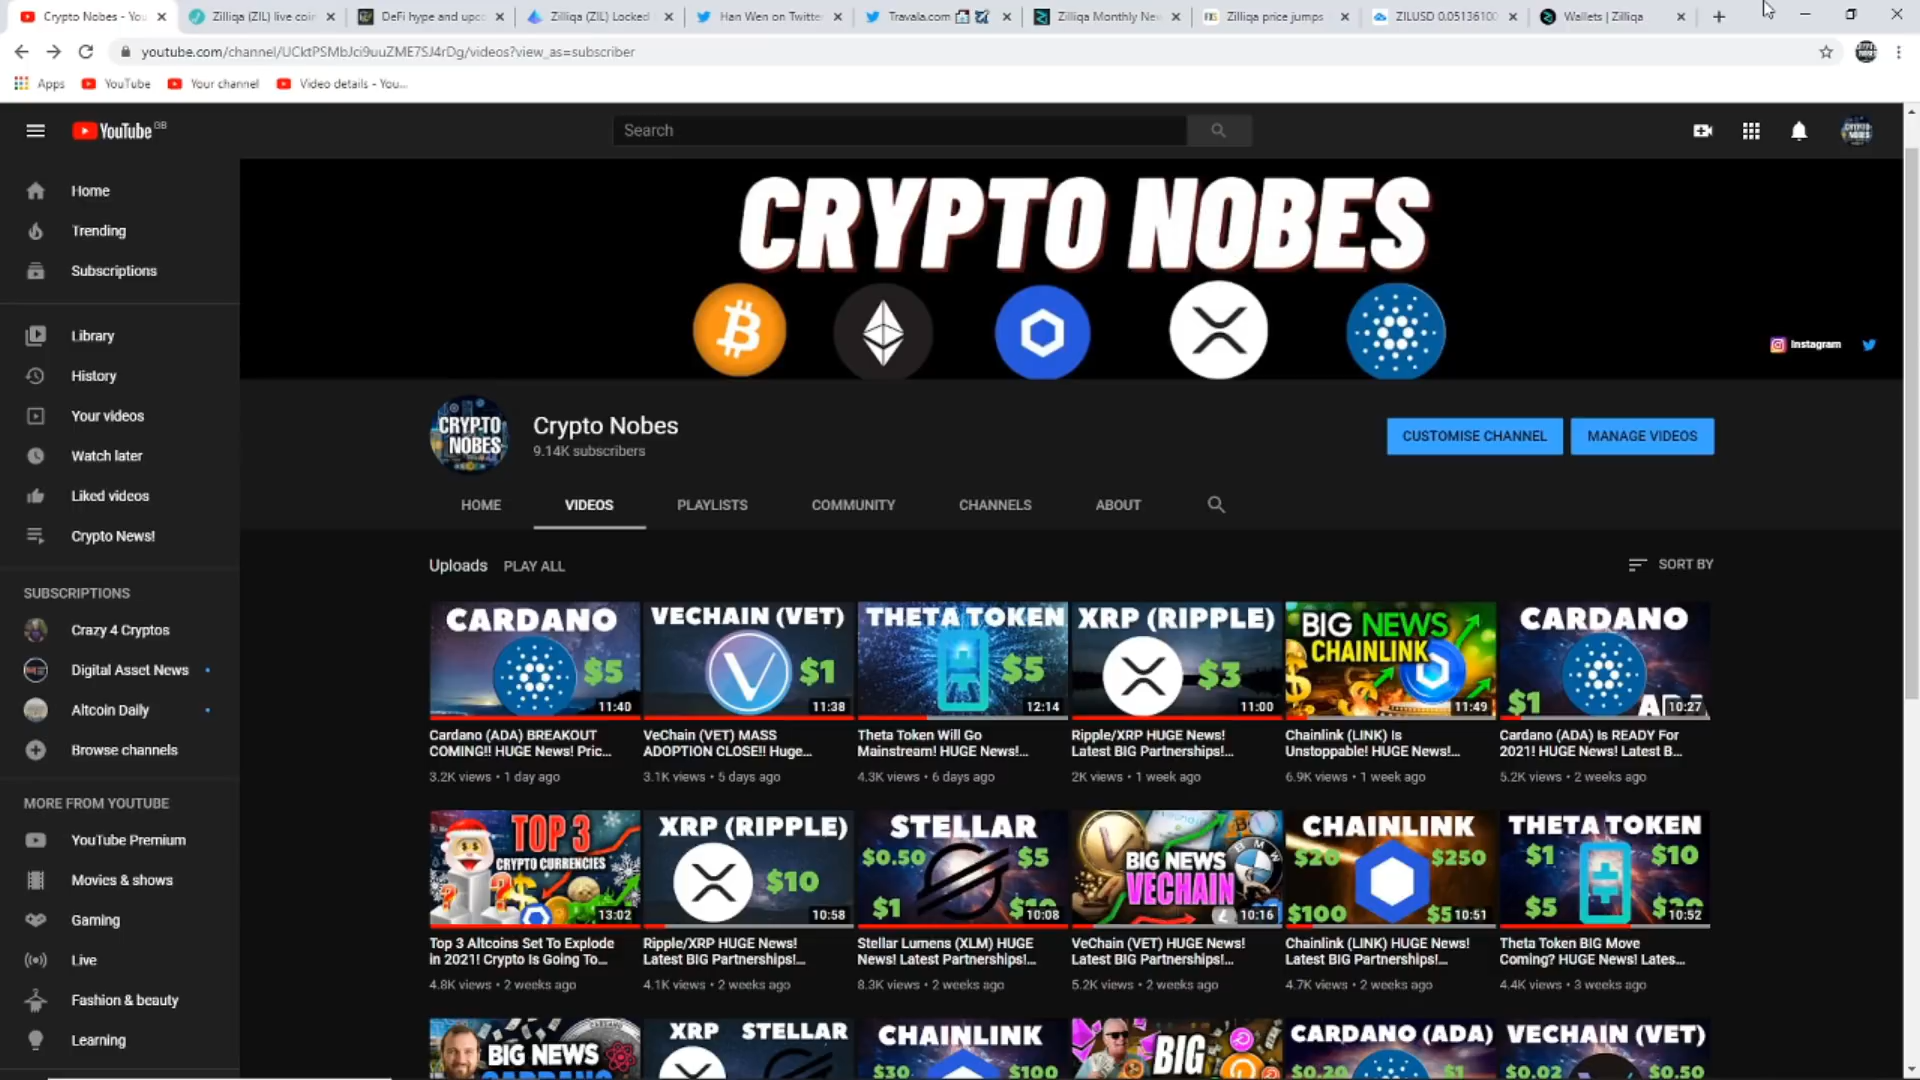 Crypto Nobes - You
Zilliqa (ZIL) live coin
DeFi hype and upc
Zilliqa (ZIL) Locked
Han Wen on Twitte
Travala.com
Zilliqa Monthly Ne
Zilliqa price jumps
ZILUSD 0.05136100
Wallets | Zilliqa
youtube.com/channel/UCktPSMbJci9uuZME7SJ4rDg/videos?view_as=subscriber
Apps
YouTube
Your channel
Video details - You...
YouTube GB
Search
CRYPTO NOBES
Instagram
Home
Trending
Subscriptions
Library
History
Your videos
Watch later
Liked videos
Crypto News!
SUBSCRIPTIONS
Crazy 4 Cryptos
Digital Asset News
Altcoin Daily
Browse channels
MORE FROM YOUTUBE
YouTube Premium
Movies & shows
Gaming
Live
Fashion & beauty
Learning
CRYPTO
NOBES
Crypto Nobes
9.14K subscribers
CUSTOMISE CHANNEL
MANAGE VIDEOS
HOME
VIDEOS
PLAYLISTS
COMMUNITY
CHANNELS
ABOUT
Uploads
PLAY ALL
SORT BY
CARDANO
$5
11:40
Cardano (ADA) BREAKOUT
COMING!! HUGE News! Pric...
3.2K views • 1 day ago
VECHAIN (VET)
$1
11:38
VeChain (VET) MASS
ADOPTION CLOSE!! Huge...
3.1K views • 5 days ago
THETA TOKEN
$5
12:14
Theta Token Will Go
Mainstream! HUGE News!...
4.3K views • 6 days ago
XRP (RIPPLE)
$3
11:00
Ripple/XRP HUGE News!
Latest BIG Partnerships!...
2K views • 1 week ago
BIG NEWS
CHAINLINK
11:49
Chainlink (LINK) Is
Unstoppable! HUGE News!...
6.9K views • 1 week ago
CARDANO
$1
ADA
10:27
Cardano (ADA) Is READY For
2021! HUGE News! Latest B...
5.2K views • 2 weeks ago
TOP 3
CRYPTO CURRENCIES
13:02
Top 3 Altcoins Set To Explode
in 2021! Crypto Is Going To...
4.8K views • 2 weeks ago
XRP (RIPPLE)
$10
10:58
Ripple/XRP HUGE News!
Latest BIG Partnerships!...
4.1K views • 2 weeks ago
STELLAR
$0.50
$5
$1
$10
10:08
Stellar Lumens (XLM) HUGE
News! Latest Partnerships!...
8.3K views • 2 weeks ago
BIG NEWS
VECHAIN
BMW
10:16
VeChain (VET) HUGE News!
Latest BIG Partnerships!...
5.2K views • 2 weeks ago
CHAINLINK
$20
$250
$100
$5
10:51
Chainlink (LINK) HUGE News!
Latest BIG Partnerships!...
4.7K views • 2 weeks ago
THETA TOKEN
$1
$10
$5
$20
10:52
Theta Token BIG Move
Coming? HUGE News! Lates...
4.4K views • 3 weeks ago
BIG NEWS
CARDANO
XRP STELLAR
CHAINLINK
$30
$100
BIG
CARDANO (ADA)
$0.20
$1
VECHAIN (VET)
$0.02
$0.50